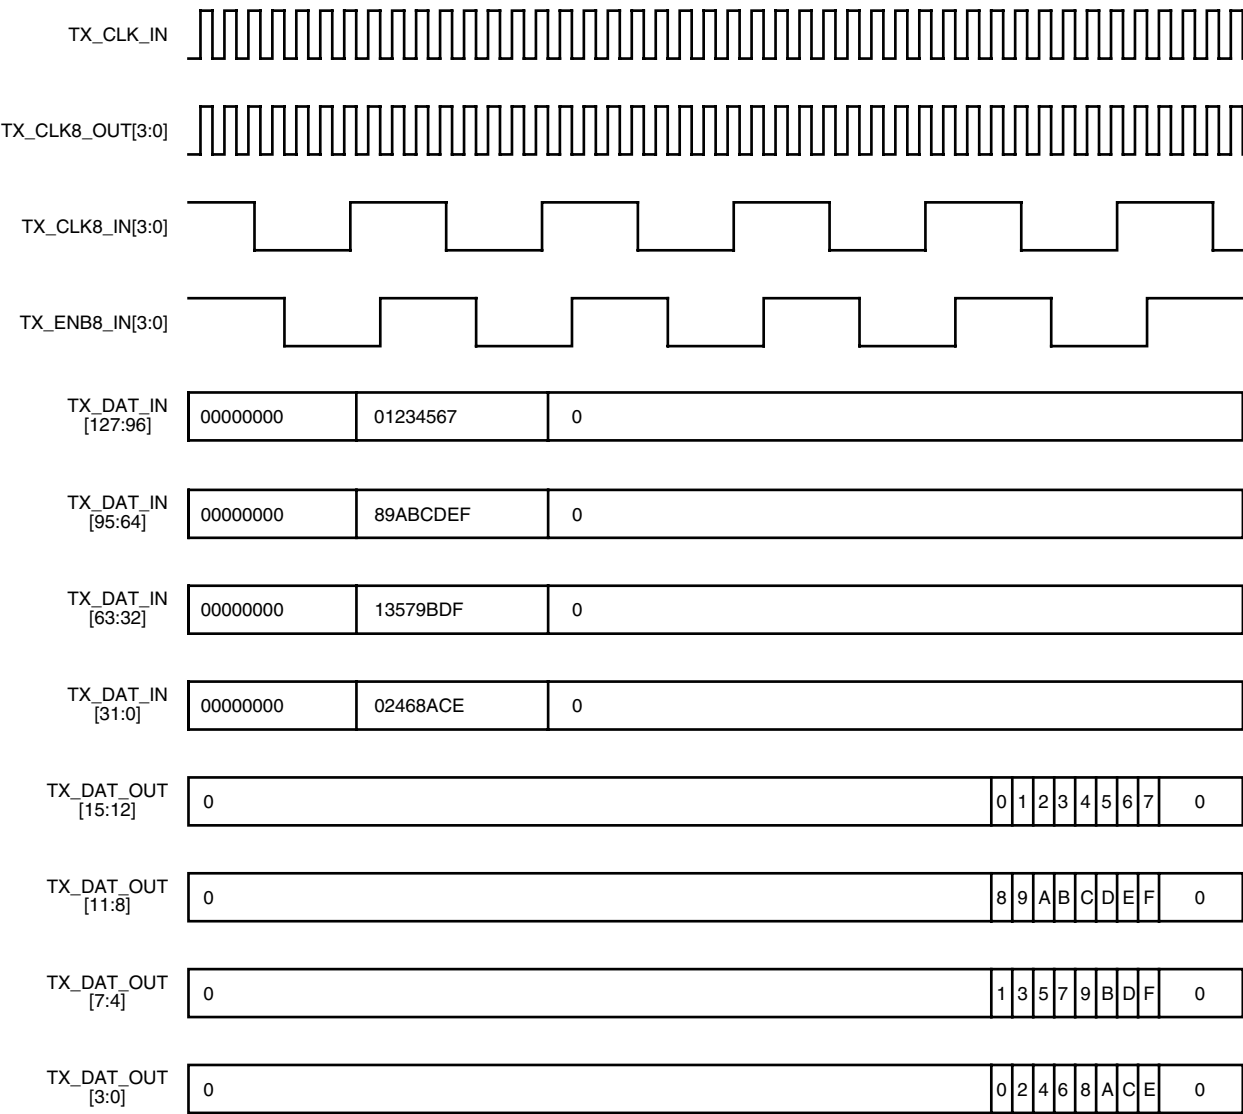 TX_CLK_IN
TX_CLK8_OUT[3:0]
TX_CLK8_IN[3:0]
TX_ENB8_IN[3:0]
TX_DAT_IN
[127:96]
00000000 01234567 0
TX_DAT_IN
[95:64]
00000000 89ABCDEF 0
TX_DAT_IN
[63:32]
00000000 13579BDF 0
TX_DAT_IN
[31:0]
00000000 02468ACE 0
TX_DAT_OUT
[15:12]
0 0 1 2 3 4 5 6 7 0
TX_DAT_OUT
[11:8]
0 8 9 A B C D E F 0
TX_DAT_OUT
[7:4]
0 1 3 5 7 9 B D F 0
TX_DAT_OUT
[3:0]
0 0 2 4 6 8 A C E 0